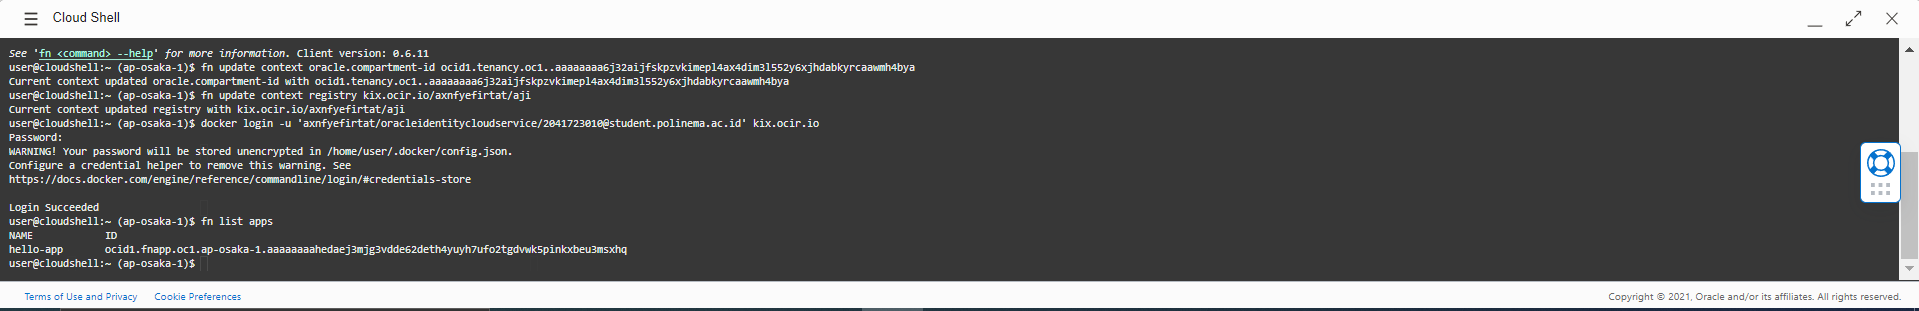 Cloud Shell
See 'fn <command> --help' for more information. Client version: 0.6.11
user@cloudshell:~ (ap-osaka-1)$ fn update context oracle.compartment-id ocid1.tenancy.oc1..aaaaaaaa6j32aijfskpzvkimepl4ax4dim3l552y6xjhdabkyrcaawmh4bya
Current context updated oracle.compartment-id with ocid1.tenancy.oc1..aaaaaaaa6j32aijfskpzvkimepl4ax4dim3l552y6xjhdabkyrcaawmh4bya
user@cloudshell:~ (ap-osaka-1)$ fn update context registry kix.ocir.io/axnfyefirtat/aji
Current context updated registry with kix.ocir.io/axnfyefirtat/aji
user@cloudshell:~ (ap-osaka-1)$ docker login -u 'axnfyefirtat/oracleidentitycloudservice/2041723010@student.polinema.ac.id' kix.ocir.io
Password:
WARNING! Your password will be stored unencrypted in /home/user/.docker/config.json.
Configure a credential helper to remove this warning. See
https://docs.docker.com/engine/reference/commandline/login/#credentials-store
Login Succeeded
user@cloudshell:~ (ap-osaka-1)$ fn list apps
NAME ID
hello-app ocid1.fnapp.oc1.ap-osaka-1.aaaaaaaahedaej3mjg3vdde62deth4yuyh7ufo2tgdvwk5pinkxbeu3msxhq
user@cloudshell:~ (ap-osaka-1)$
Terms of Use and Privacy Cookie Preferences Copyright © 2021, Oracle and/or its affiliates. All rights reserved.